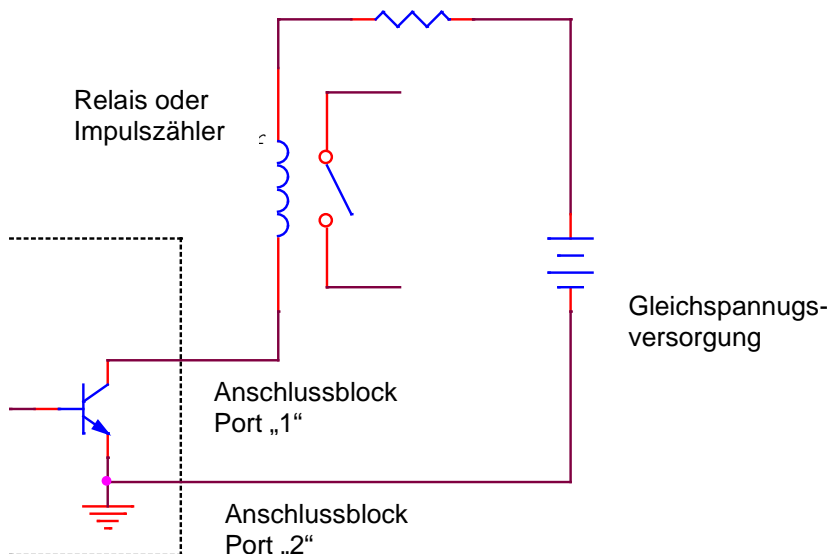 Relais oder
Impulszähler
Gleichspannugs-
versorgung
Anschlussblock
Port „1“
Anschlussblock
Port „2“